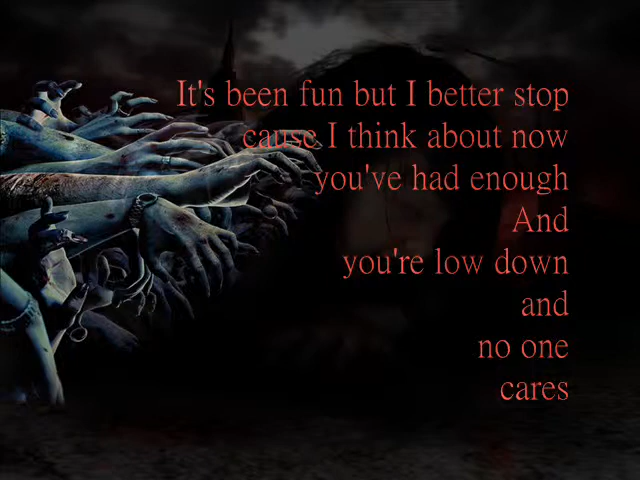 It's been fun but I better stop
cause I think about now
you've had enough
And
you're low down
and
no one
cares